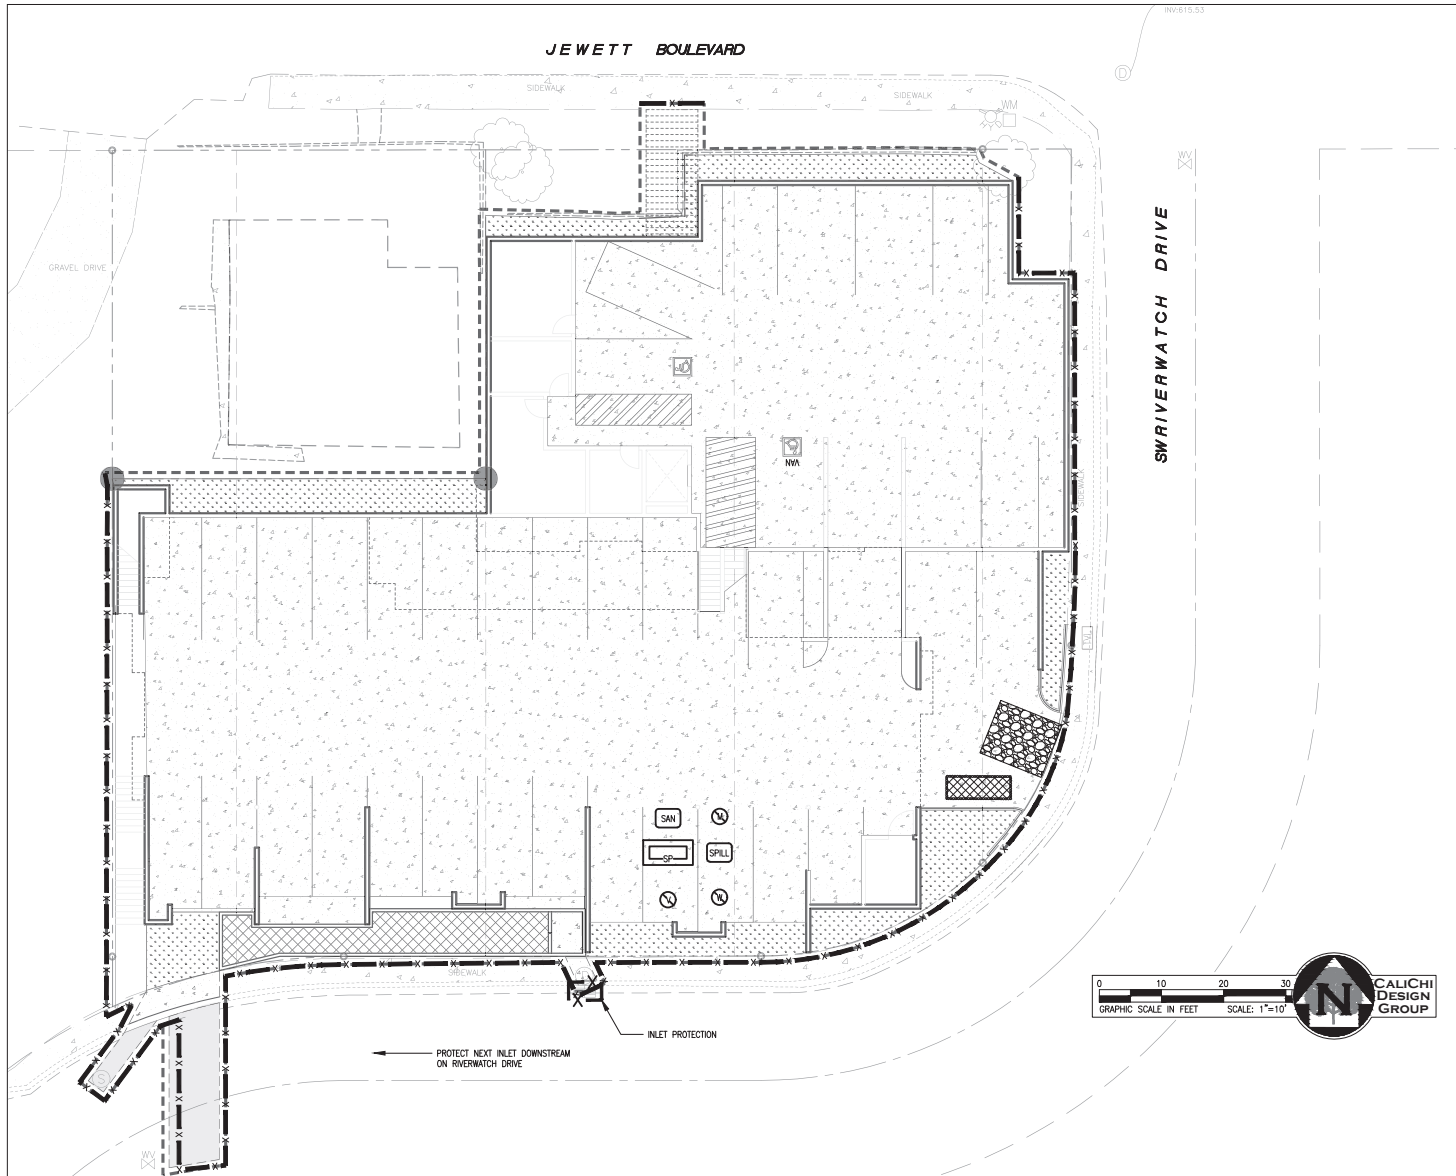 INV:615.53
JEWETT BOULEVARD
SIDEWALK
SIDEWALK
WM
D
WV
SWRIVERWATCH DRIVE
GRAVEL DRIVE
VAN
SIDEWALK
SAN
SP
SPILL
SIDEWALK
INLET PROTECTION
PROTECT NEXT INLET DOWNSTREAM
ON RIVERWATCH DRIVE
S
WV
0 10 20 30
GRAPHIC SCALE IN FEET SCALE: 1"=10'
N
CALICHI
DESIGN
GROUP